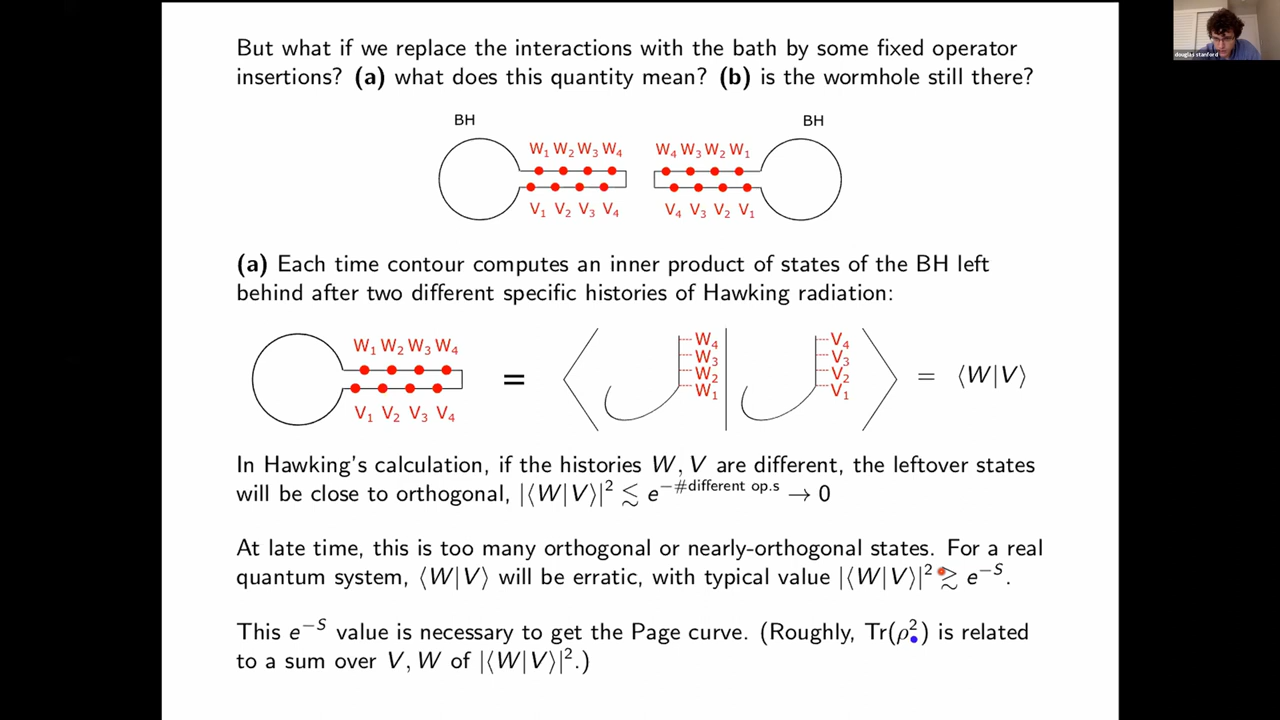 But what if we replace the interactions with the bath by some fixed operator
insertions? (a) what does this quantity mean? (b) is the wormhole still there?
BH
BH
W₁ W₂ W₃ W₄
W₄ W₃ W₂ W₁
V₁ V₂ V₃ V₄
V₄ V₃ V₂ V₁
(a) Each time contour computes an inner product of states of the BH left
behind after two different specific histories of Hawking radiation:
W₁ W₂ W₃ W₄
V₁ V₂ V₃ V₄
=
W₄
W₃
W₂
W₁
V₄
V₃
V₂
V₁
= ⟨W|V⟩
In Hawking's calculation, if the histories W, V are different, the leftover states
will be close to orthogonal, |⟨W|V⟩|² ≲ e^{−#different op.s} → 0
At late time, this is too many orthogonal or nearly-orthogonal states. For a real
quantum system, ⟨W|V⟩ will be erratic, with typical value |⟨W|V⟩|² ≳ e^{−S}.
This e^{−S} value is necessary to get the Page curve. (Roughly, Tr(ρ²) is related
to a sum over V, W of |⟨W|V⟩|².)
douglas stanford